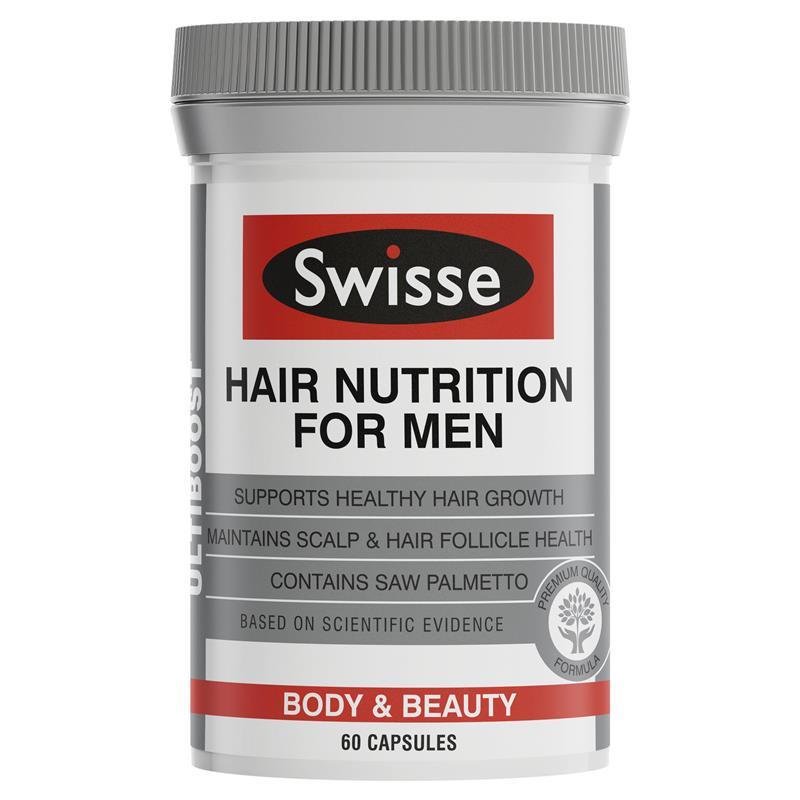 Swisse
HAIR NUTRITION
FOR MEN
ULTIBOOST
SUPPORTS HEALTHY HAIR GROWTH
MAINTAINS SCALP & HAIR FOLLICLE HEALTH
CONTAINS SAW PALMETTO
BASED ON SCIENTIFIC EVIDENCE
PREMIUM QUALITY
FORMULA
BODY & BEAUTY
60 CAPSULES